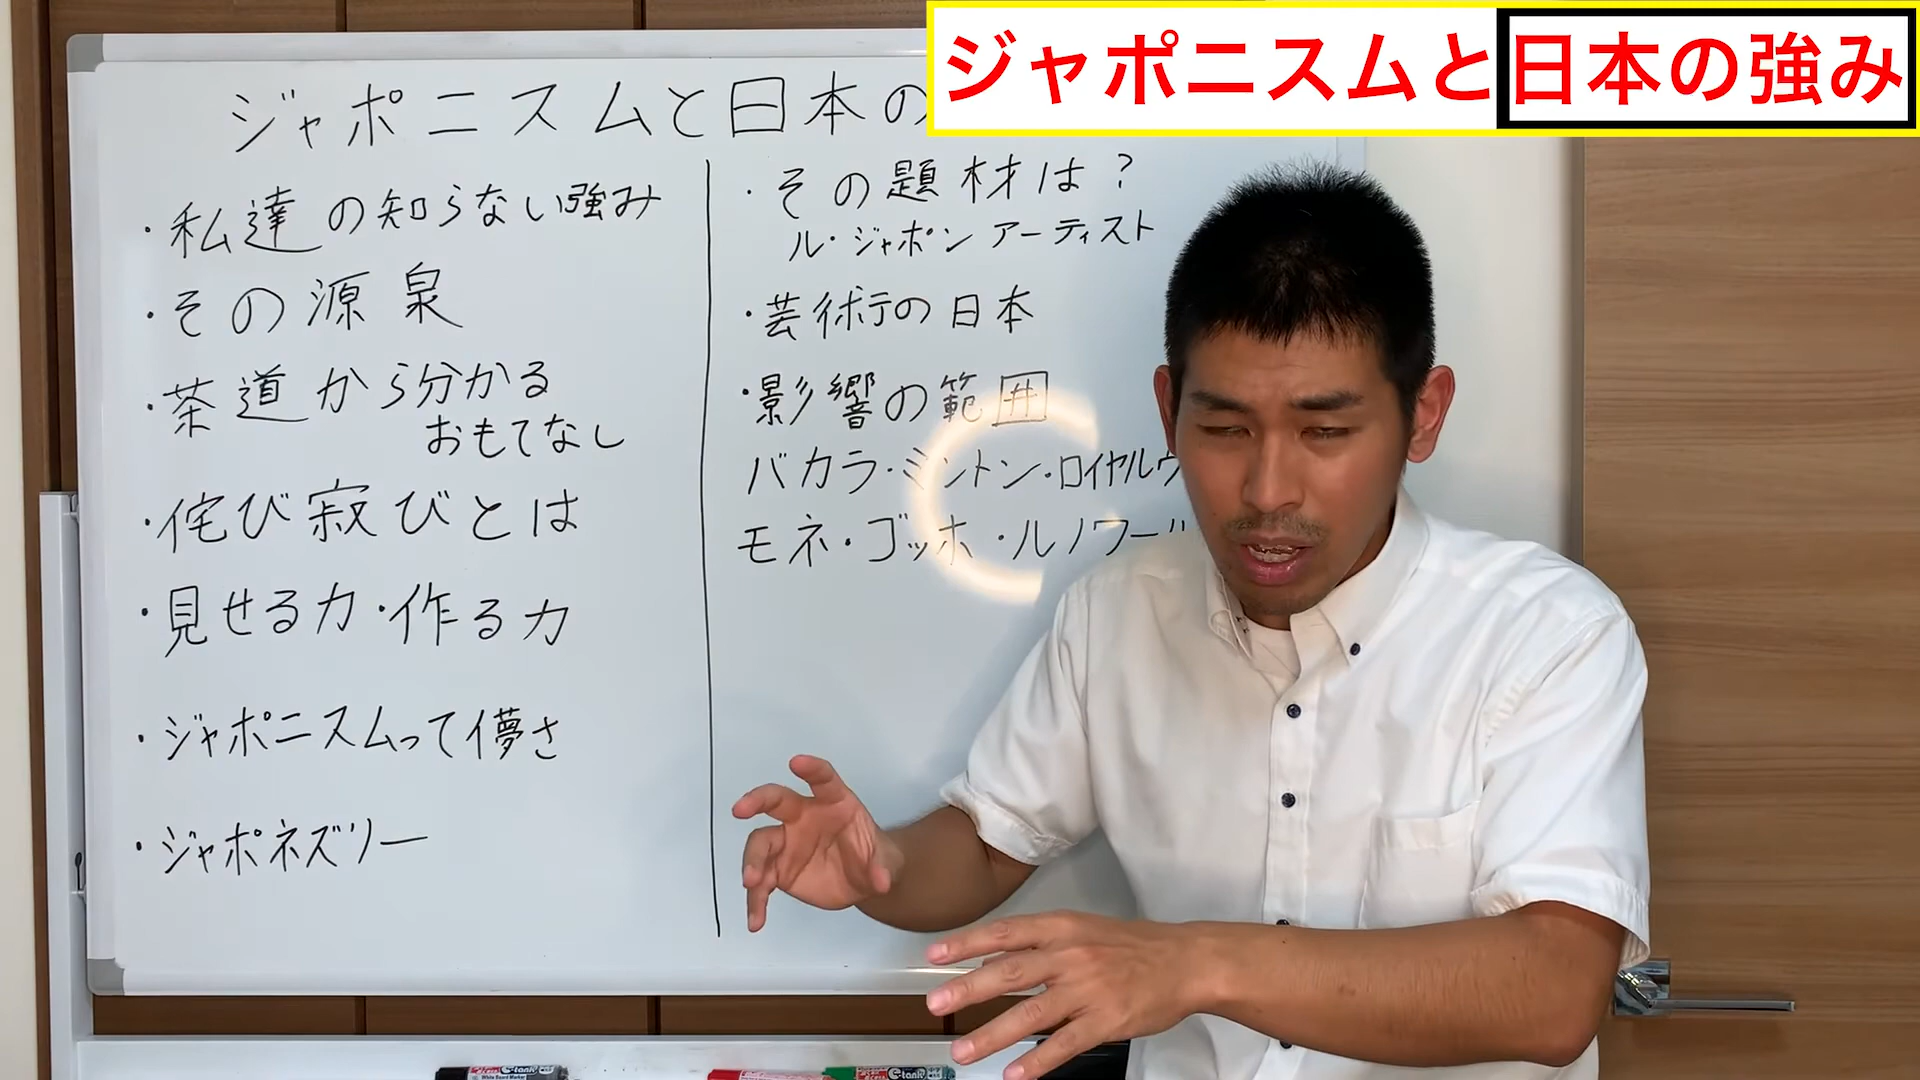 ジャポニスムと日本の強み
ジャポニスムと日本の
・私達の知らない強み
・その源泉
・茶道から分かる
おもてなし
・侘び寂びとは
・見せる力・作る力
・ジャポニスムって儚さ
・ジャポネズリー
・その題材は?
ル・ジャポンアーティスト
・芸術の日本
・影響の範囲
バカラ・ミントン・ロイヤルウ
モネ・ゴッホ・ルノワール
e-tank
White Board Marker
e-tank